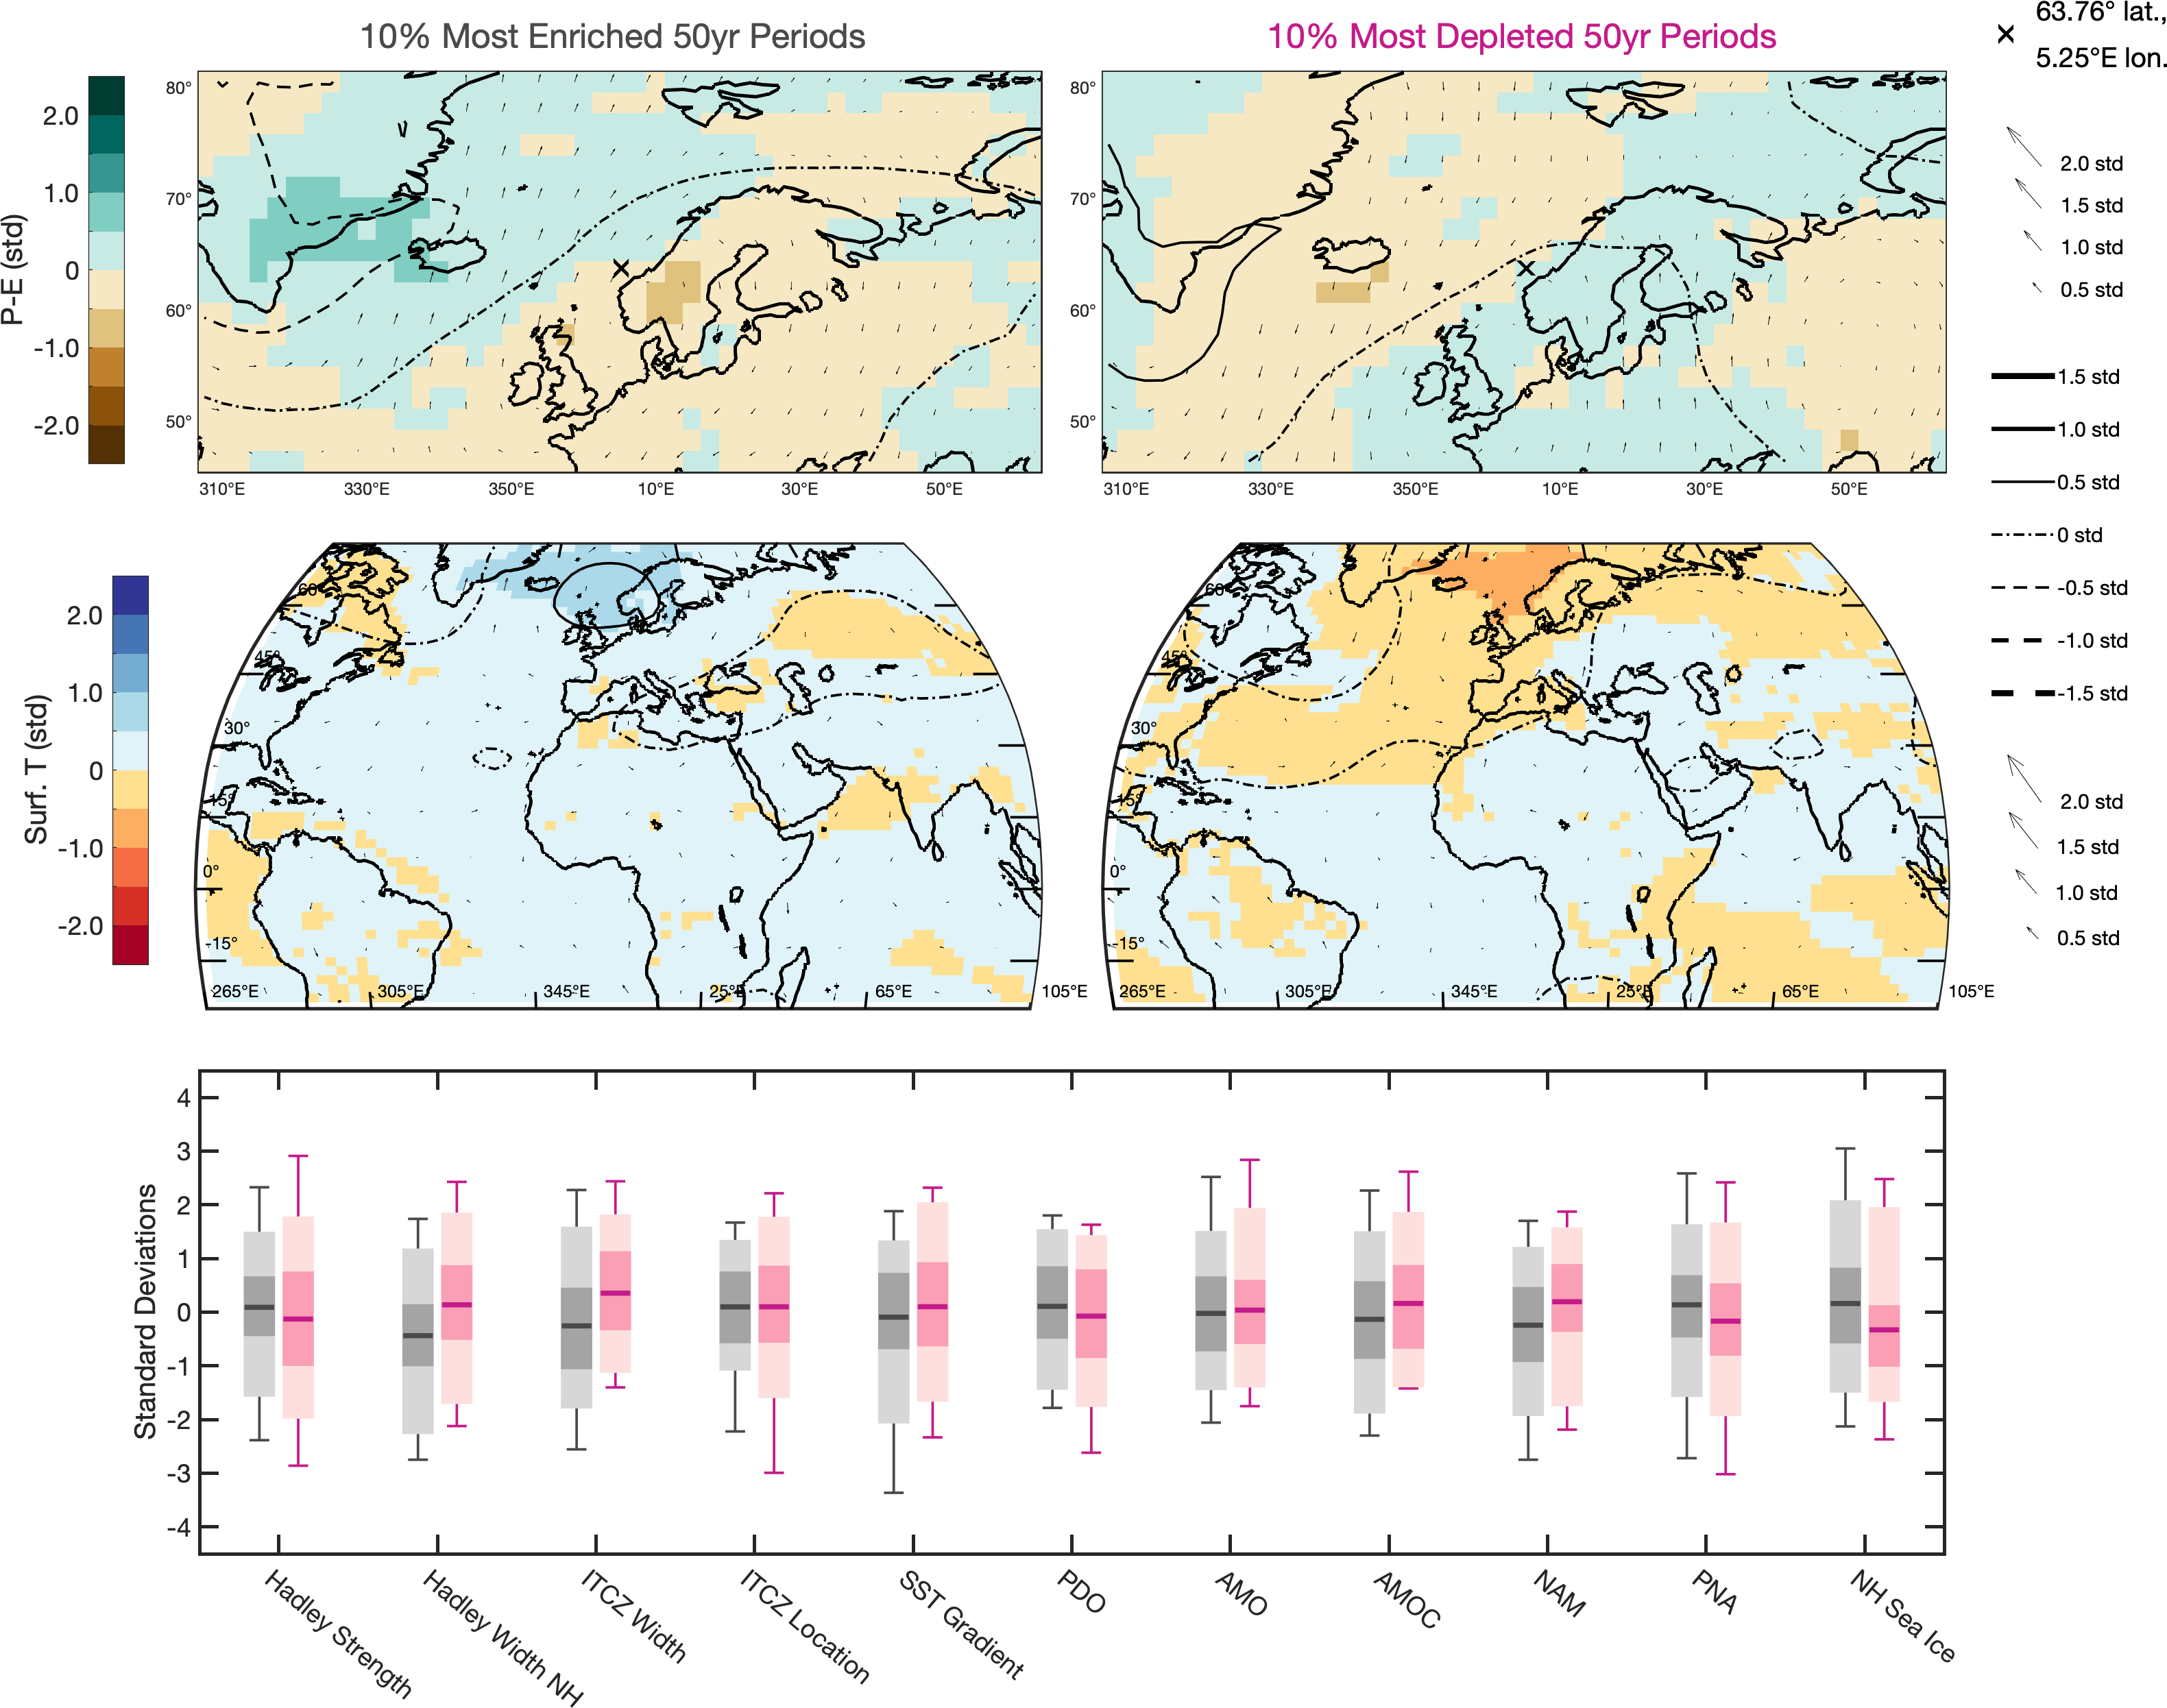 10% Most Enriched 50yr Periods
10% Most Depleted 50yr Periods
63.76° lat.,
5.25°E lon.
P-E (std)
2.0
1.0
0
-1.0
-2.0
80°
70°
60°
50°
310°E 330°E 350°E 10°E 30°E 50°E
80°
70°
60°
50°
310°E 330°E 350°E 10°E 30°E 50°E
2.0 std
1.5 std
1.0 std
0.5 std
1.5 std
1.0 std
0.5 std
0 std
-0.5 std
-1.0 std
-1.5 std
2.0 std
1.5 std
1.0 std
0.5 std
Surf. T (std)
2.0
1.0
0
-1.0
-2.0
60°
45°
30°
15°
0°
-15°
265°E 305°E 345°E 25°E 65°E 105°E
60°
45°
30°
15°
0°
-15°
265°E 305°E 345°E 25°E 65°E 105°E
Standard Deviations
4
3
2
1
0
-1
-2
-3
-4
Hadley Strength
Hadley Width NH
ITCZ Width
ITCZ Location
SST Gradient
PDO
AMO
AMOC
NAM
PNA
NH Sea Ice